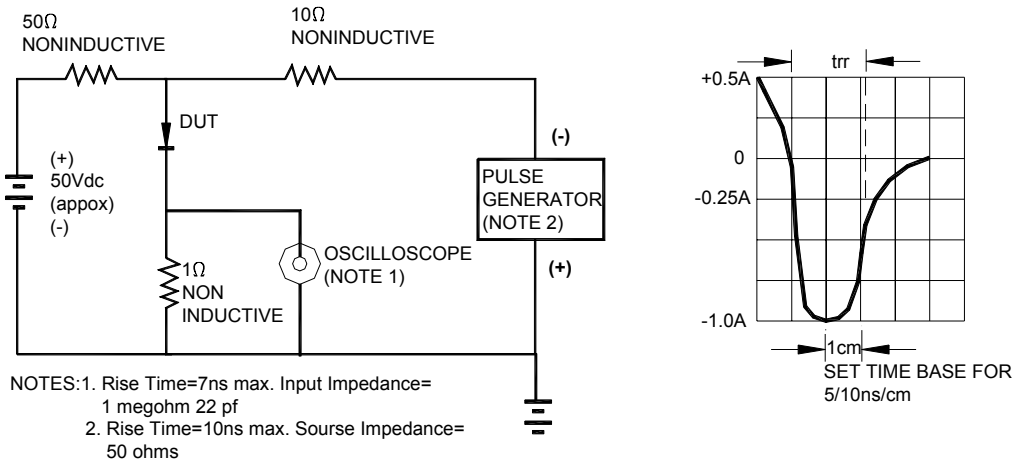 50Ω
NONINDUCTIVE
10Ω
NONINDUCTIVE
DUT
(+)
50Vdc
(appox)
(-)
1Ω
NON
INDUCTIVE
OSCILLOSCOPE
(NOTE 1)
(-)
PULSE
GENERATOR
(NOTE 2)
(+)
NOTES:1. Rise Time=7ns max. Input Impedance=
1 megohm 22 pf
2. Rise Time=10ns max. Sourse Impedance=
50 ohms
trr
+0.5A
0
-0.25A
-1.0A
1cm
SET TIME BASE FOR
5/10ns/cm